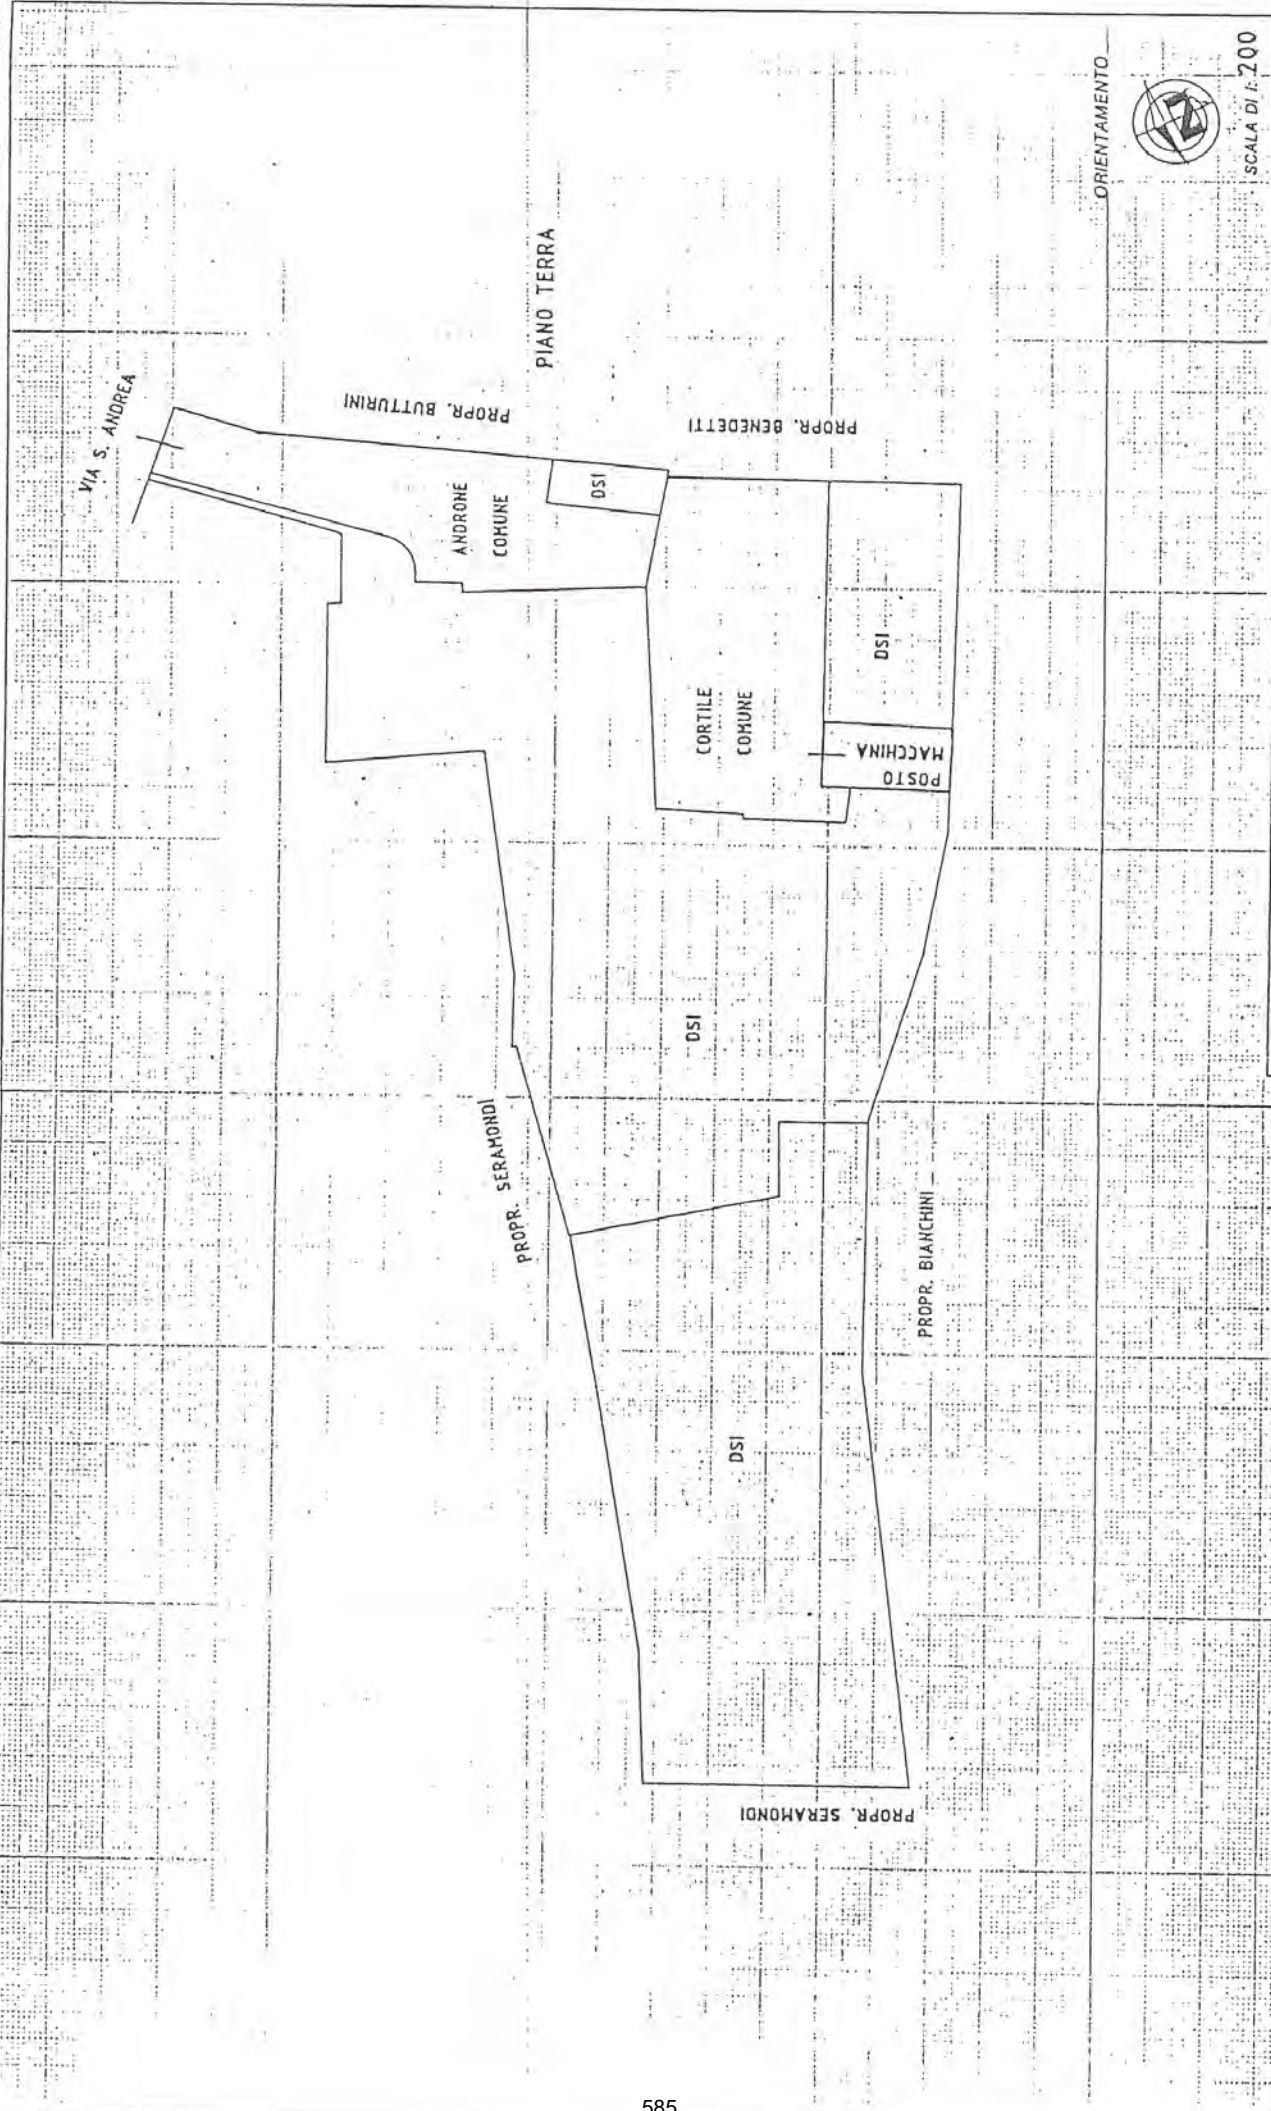 VIA S. ANDREA
PROPR. BUTTURINI
PIANO TERRA
ANDRONE
COMUNE
DSI
PROPR. BENEDETTI
CORTILE
COMUNE
DSI
POSTO
MACCHINA
DSI
PROPR. SERAMONDI
DSI
PROPR. BIANCHINI
PROPR. SERAMONDI
ORIENTAMENTO
N
SCALA DI 1:200
585